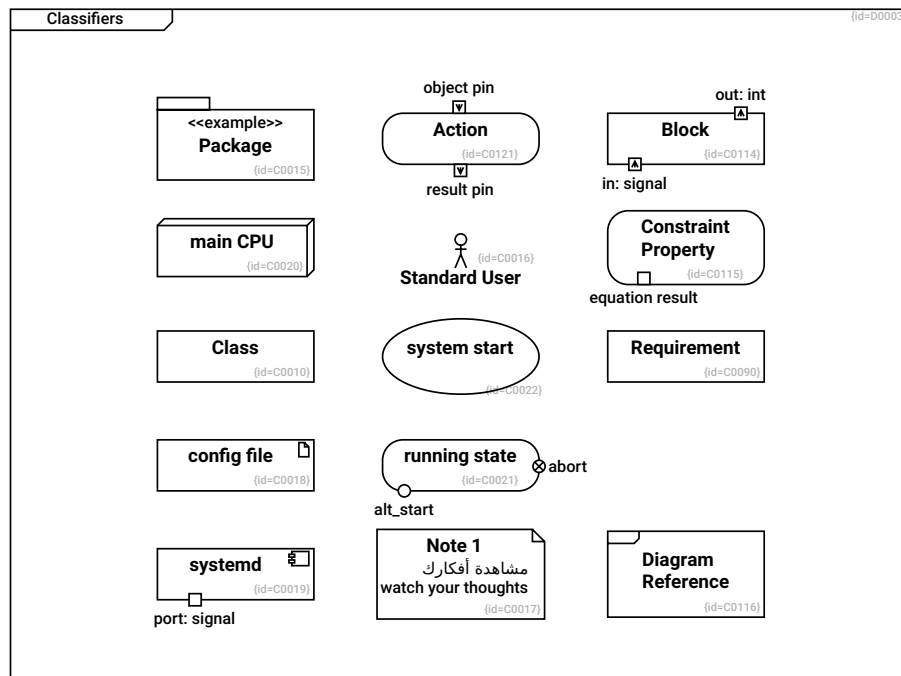 Classifiers
{id=D0003
object pin
out: int
<<example>>
Package
{id=C0015}
Action
{id=C0121}
Block
{id=C0114}
result pin
in: signal
main CPU
{id=C0020}
{id=C0016}
Standard User
Constraint
Property
{id=C0115}
equation result
Class
{id=C0010}
system start
{id=C0022}
Requirement
{id=C0090}
config file
{id=C0018}
running state
{id=C0021}
abort
alt_start
systemd
{id=C0019}
port: signal
Note 1
مشاهدة أفكارك
watch your thoughts
{id=C0017}
Diagram
Reference
{id=C0116}